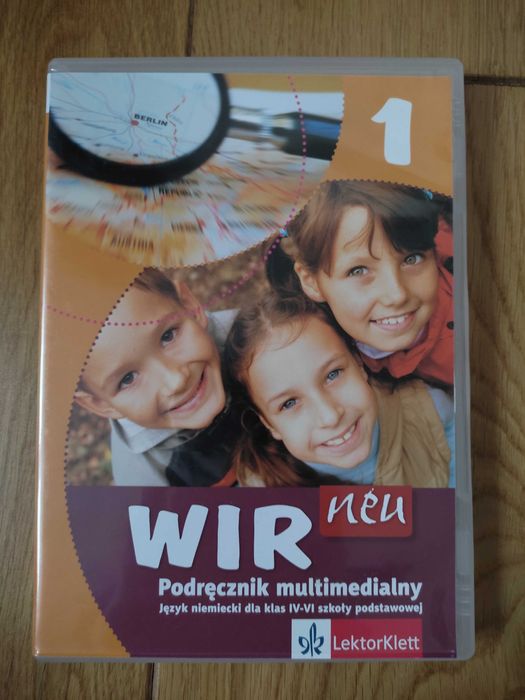 1
BERLIN
WIR neu
Podręcznik multimedialny
Język niemiecki dla klas IV-VI szkoły podstawowej
LektorKlett